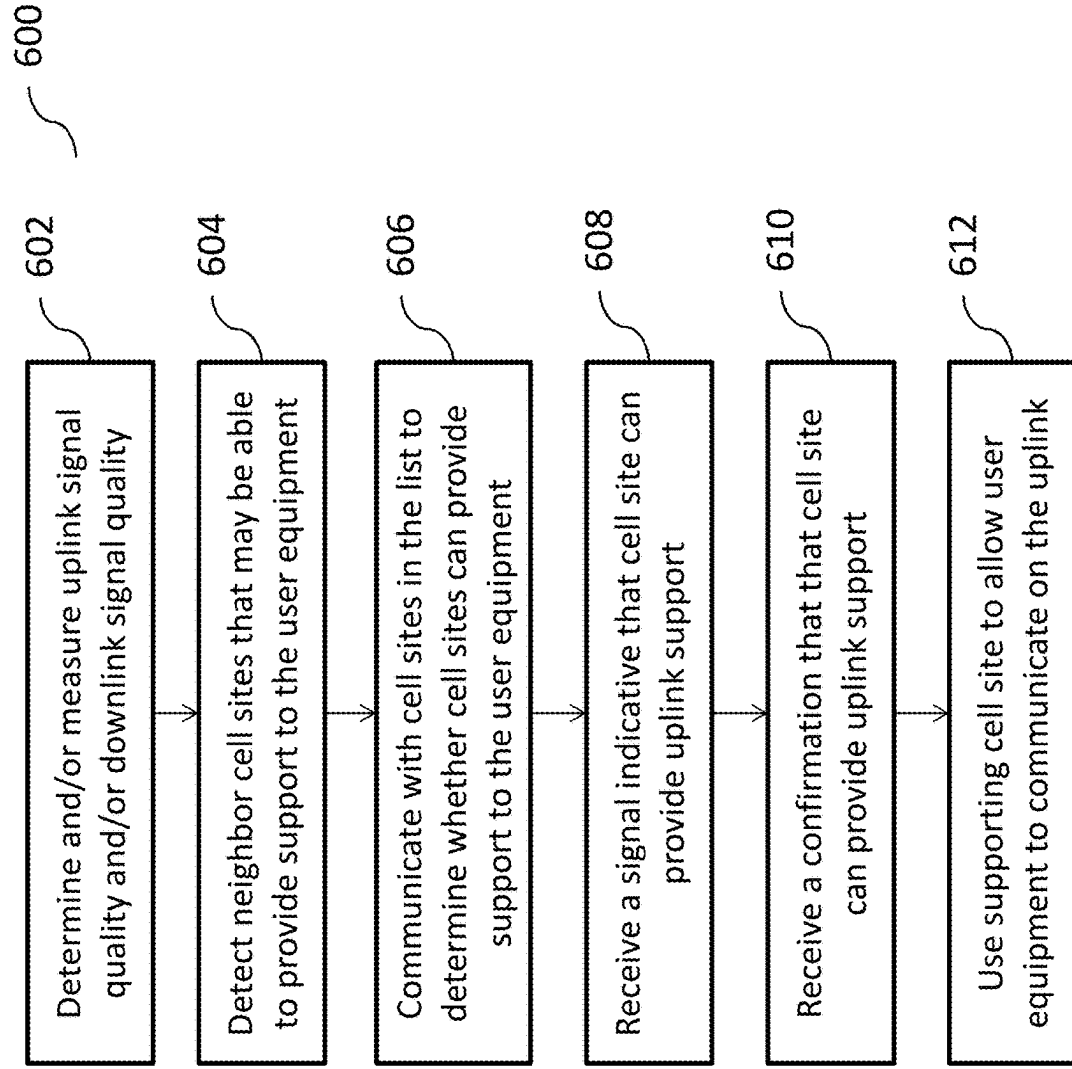 600
602
Determine and/or measure uplink signal
quality and/or downlink signal quality
604
Detect neighbor cell sites that may be able
to provide support to the user equipment
606
Communicate with cell sites in the list to
determine whether cell sites can provide
support to the user equipment
608
Receive a signal indicative that cell site can
provide uplink support
610
Receive a confirmation that that cell site
can provide uplink support
612
Use supporting cell site to allow user
equipment to communicate on the uplink